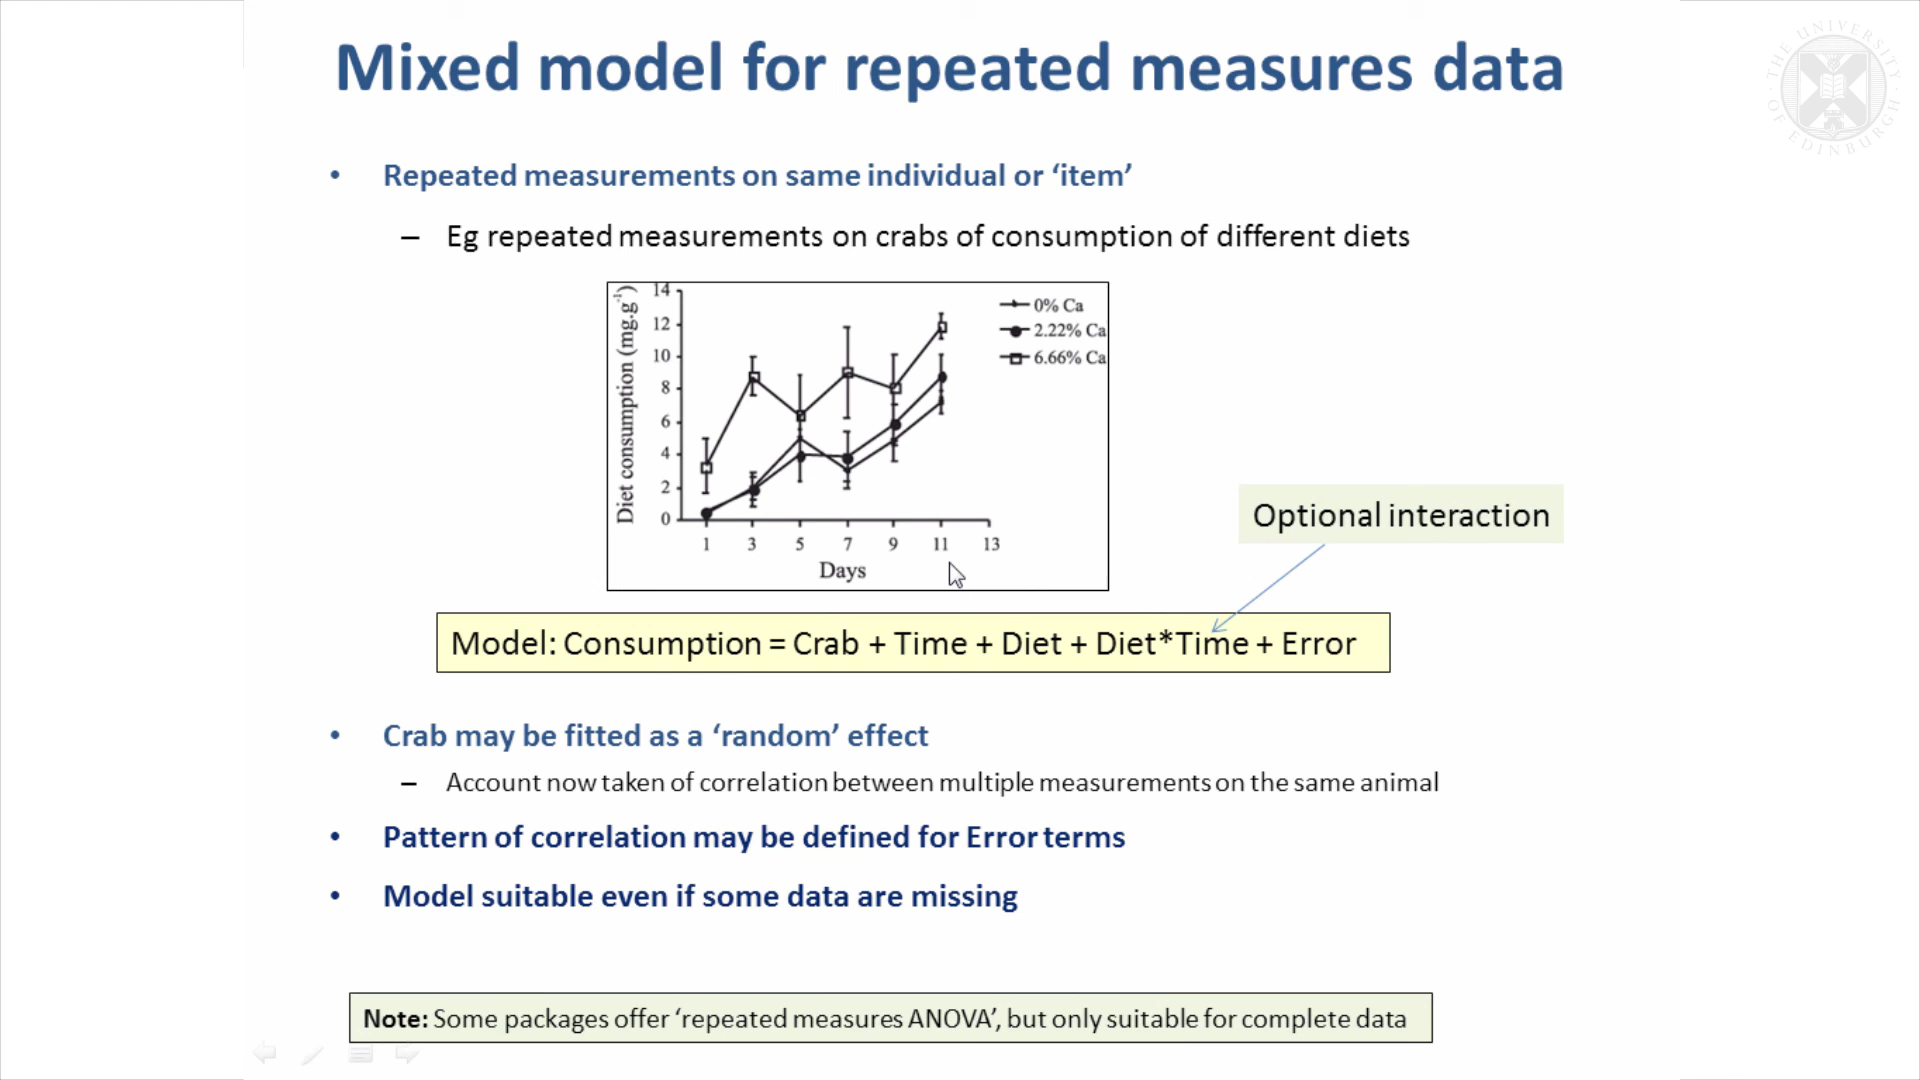 Mixed model for repeated measures data
THE UNIVERSITY OF EDINBURGH
• Repeated measurements on same individual or ‘item’
– Eg repeated measurements on crabs of consumption of different diets
Diet consumption (mg.g⁻¹)
14
12
10
8
6
4
2
0
1 3 5 7 9 11 13
Days
0% Ca
2.22% Ca
6.66% Ca
Optional interaction
Model: Consumption = Crab + Time + Diet + Diet*Time + Error
• Crab may be fitted as a ‘random’ effect
– Account now taken of correlation between multiple measurements on the same animal
• Pattern of correlation may be defined for Error terms
• Model suitable even if some data are missing
Note: Some packages offer ‘repeated measures ANOVA’, but only suitable for complete data